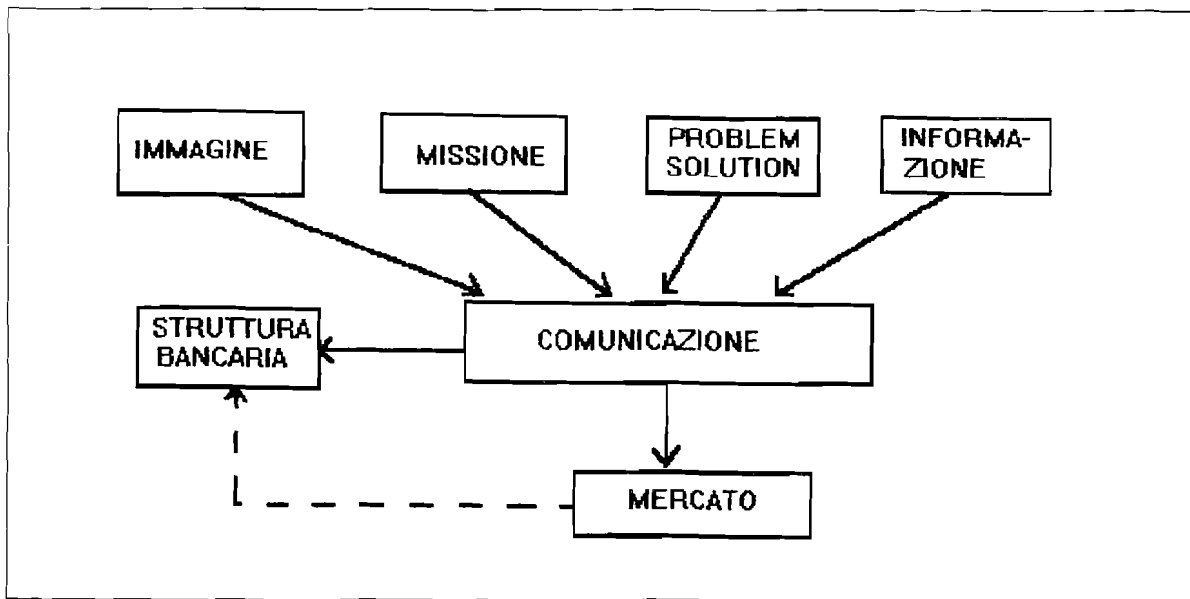 IMMAGINE
MISSIONE
PROBLEM
SOLUTION
INFORMA-
ZIONE
STRUTTURA
BANCARIA
COMUNICAZIONE
MERCATO